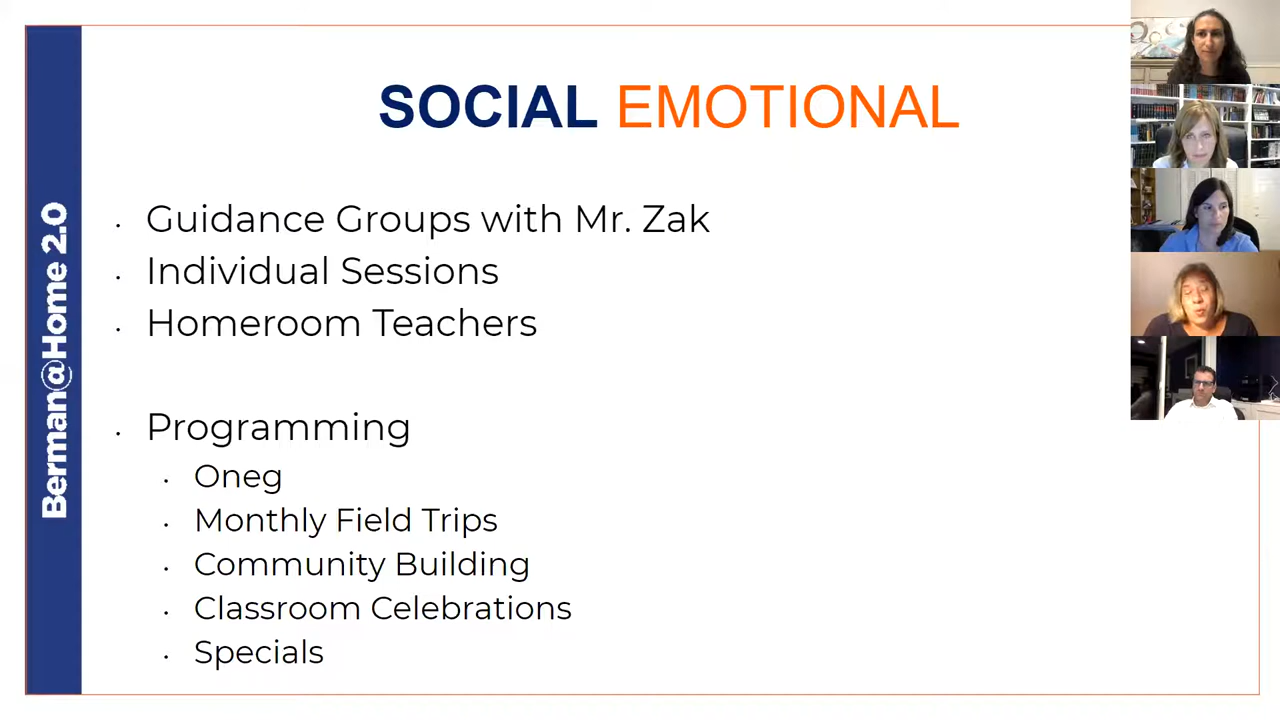 SOCIAL EMOTIONAL
Berman@Home 2.0
· Guidance Groups with Mr. Zak
· Individual Sessions
· Homeroom Teachers
· Programming
· Oneg
· Monthly Field Trips
· Community Building
· Classroom Celebrations
· Specials